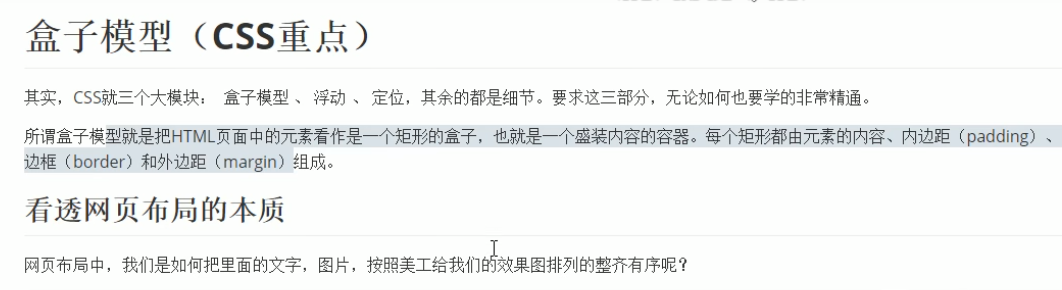 盒子模型（CSS重点）
其实，CSS就三个大模块： 盒子模型 、 浮动 、 定位，其余的都是细节。要求这三部分，无论如何也要学的非常精通。
所谓盒子模型就是把HTML页面中的元素看作是一个矩形的盒子，也就是一个盛装内容的容器。每个矩形都由元素的内容、内边距（padding）、
边框（border）和外边距（margin）组成。
看透网页布局的本质
网页布局中，我们是如何把里面的文字，图片，按照美工给我们的效果图排列的整齐有序呢？